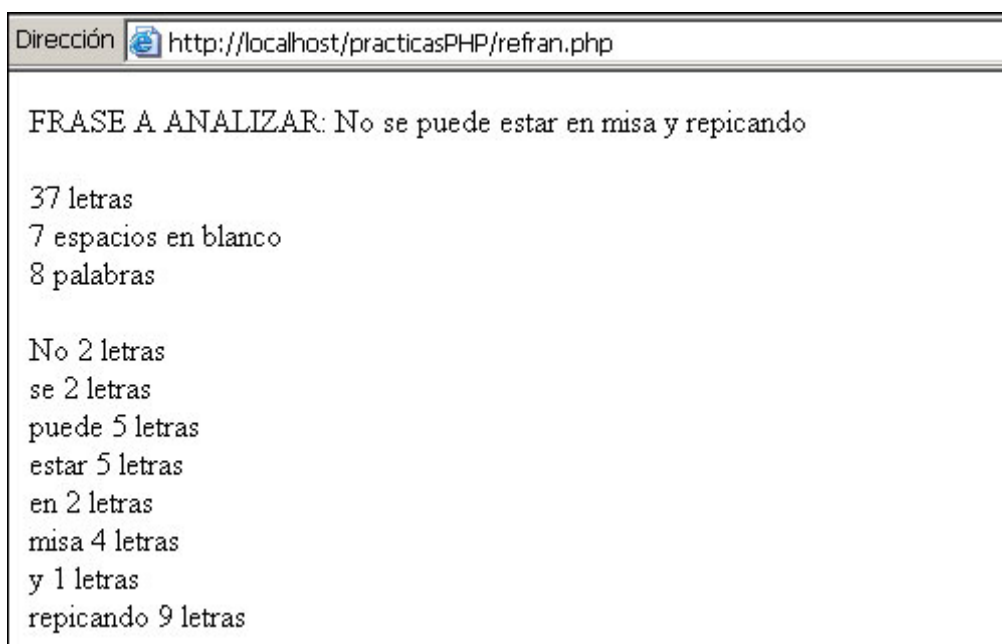 Dirección http://localhost/practicasPHP/refran.php
FRASE A ANALIZAR: No se puede estar en misa y repicando
37 letras
7 espacios en blanco
8 palabras
No 2 letras
se 2 letras
puede 5 letras
estar 5 letras
en 2 letras
misa 4 letras
y 1 letras
repicando 9 letras